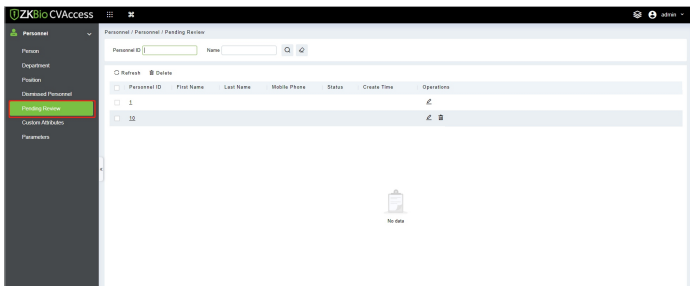 ZKBio CVAccess
admin
Personnel
Person
Department
Position
Dismissed Personnel
Pending Review
Custom Attributes
Parameters
Personnel / Personnel / Pending Review
Personnel ID Name
Refresh Delete
Personnel ID First Name Last Name Mobile Phone Status Create Time Operations
1
10
No data